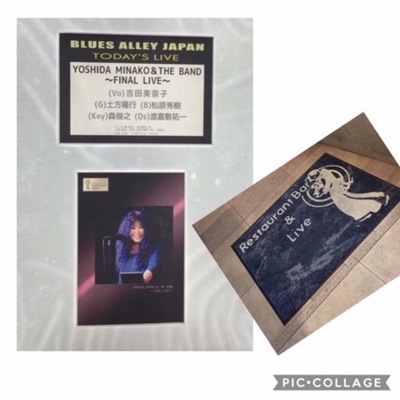 BLUES ALLEY JAPAN
TODAY'S LIVE
YOSHIDA MINAKO & THE BAND
～FINAL LIVE～
(Vo)吉田美奈子
(G)土方隆行 (B)松原秀樹
(Key)森俊之 (Ds)渡嘉敷祐一
Restaurant Bar
&
Live
PIC•COLLAGE